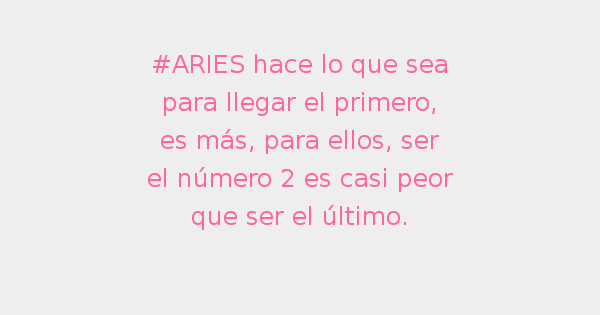 #ARIES hace lo que sea
para llegar el primero,
es más, para ellos, ser
el número 2 es casi peor
que ser el último.